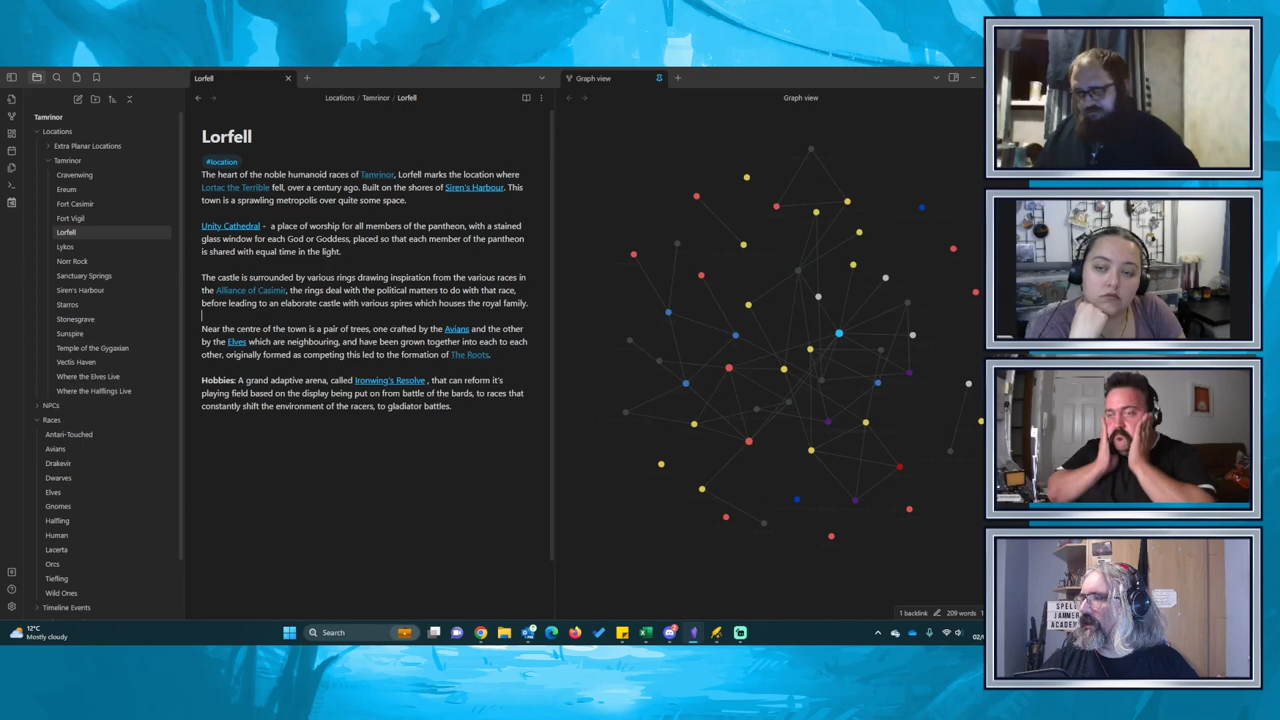 Lorfell
Graph view
Locations / Tamrinor / Lorfell
Graph view
Tamrinor
Locations
Extra Planar Locations
Tamrinor
Cravenwing
Ereum
Fort Casimir
Fort Vigil
Lorfell
Lykos
Norr Rock
Sanctuary Springs
Siren's Harbour
Starros
Stonesgrave
Sunspire
Temple of the Gygaxian
Vectis Haven
Where the Elves Live
Where the Halflings Live
NPCs
Races
Antari-Touched
Avians
Drakevir
Dwarves
Elves
Gnomes
Halfling
Human
Lacerta
Orcs
Tiefling
Wild Ones
Timeline Events
Lorfell
#location
The heart of the noble humanoid races of Tamrinor, Lorfell marks the location where
Lortac the Terrible fell, over a century ago. Built on the shores of Siren's Harbour. This
town is a sprawling metropolis over quite some space.
Unity Cathedral - a place of worship for all members of the pantheon, with a stained
glass window for each God or Goddess, placed so that each member of the pantheon
is shared with equal time in the light.
The castle is surrounded by various rings drawing inspiration from the various races in
the Alliance of Casimir, the rings deal with the political matters to do with that race,
before leading to an elaborate castle with various spires which houses the royal family.
Near the centre of the town is a pair of trees, one crafted by the Avians and the other
by the Elves which are neighbouring, and have been grown together into each to each
other, originally formed as competing this led to the formation of The Roots.
Hobbies: A grand adaptive arena, called Ironwing's Resolve , that can reform it's
playing field based on the display being put on from battle of the bards, to races that
constantly shift the environment of the racers, to gladiator battles.
1 backlink
209 words
12°C
Mostly cloudy
Search
2
02/
SPELL
JAMMER
ACADEM